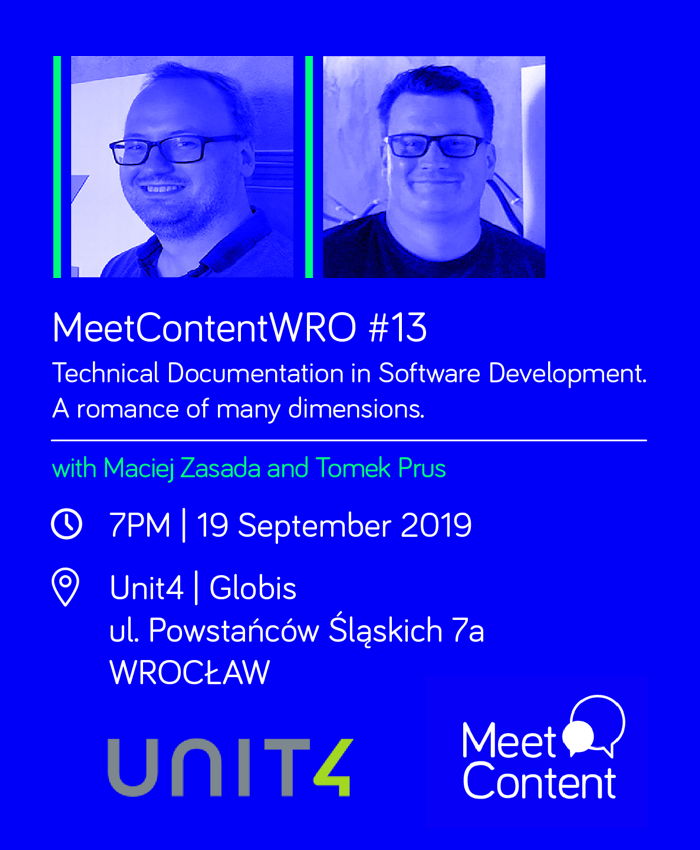 MeetContentWRO #13
Technical Documentation in Software Development.
A romance of many dimensions.
with Maciej Zasada and Tomek Prus
7PM | 19 September 2019
Unit4 | Globis
ul. Powstańców Śląskich 7a
WROCŁAW
UNIT4
Meet
Content